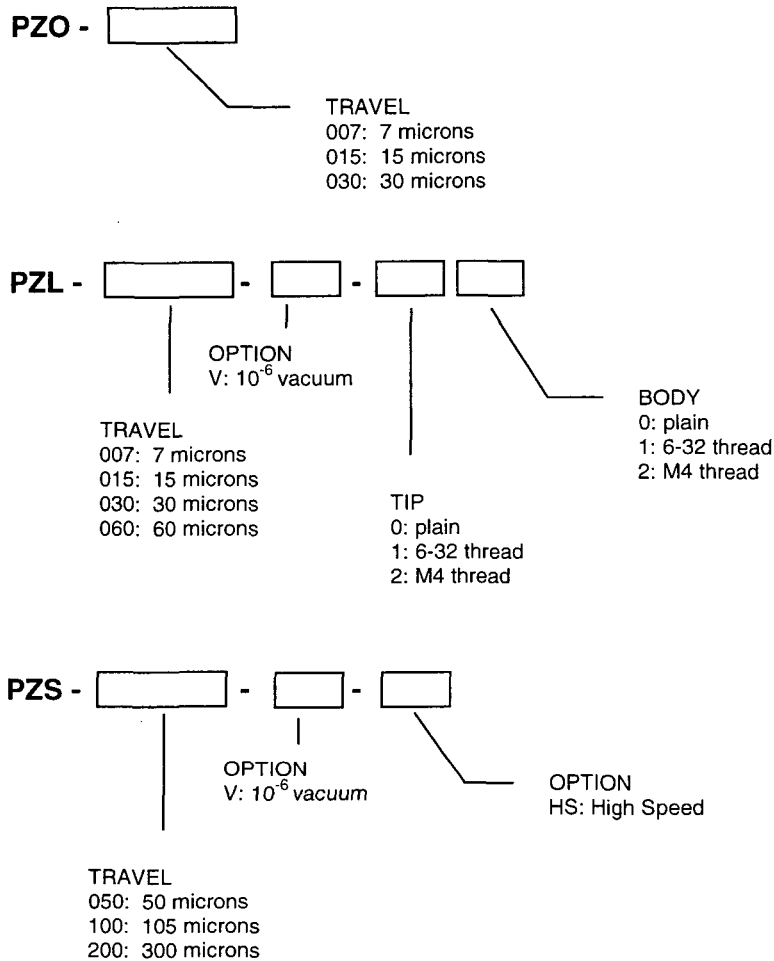 PZO -
TRAVEL
007: 7 microns
015: 15 microns
030: 30 microns
PZL - - -
OPTION
V: 10⁻⁶ vacuum
TRAVEL
007: 7 microns
015: 15 microns
030: 30 microns
060: 60 microns
TIP
0: plain
1: 6-32 thread
2: M4 thread
BODY
0: plain
1: 6-32 thread
2: M4 thread
PZS - - -
OPTION
V: 10⁻⁶ vacuum
OPTION
HS: High Speed
TRAVEL
050: 50 microns
100: 105 microns
200: 300 microns